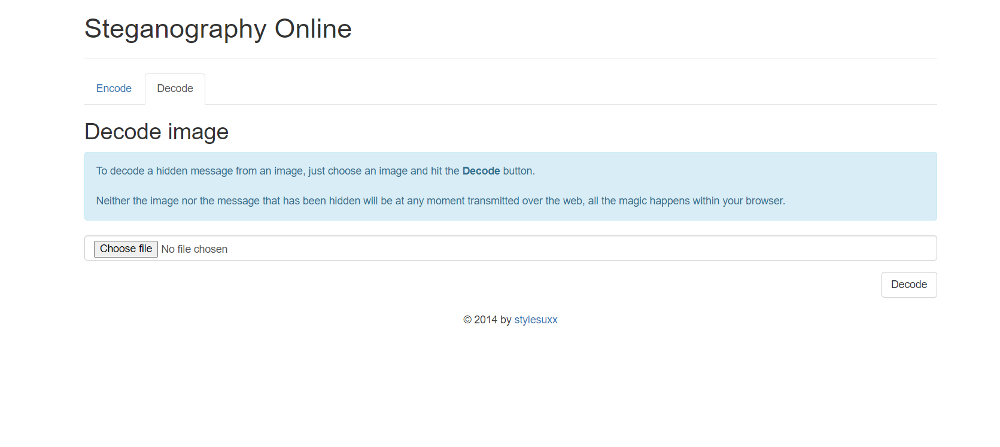 Steganography Online
Encode Decode
Decode image
To decode a hidden message from an image, just choose an image and hit the Decode button.
Neither the image nor the message that has been hidden will be at any moment transmitted over the web, all the magic happens within your browser.
Choose file No file chosen
Decode
© 2014 by stylesuxx